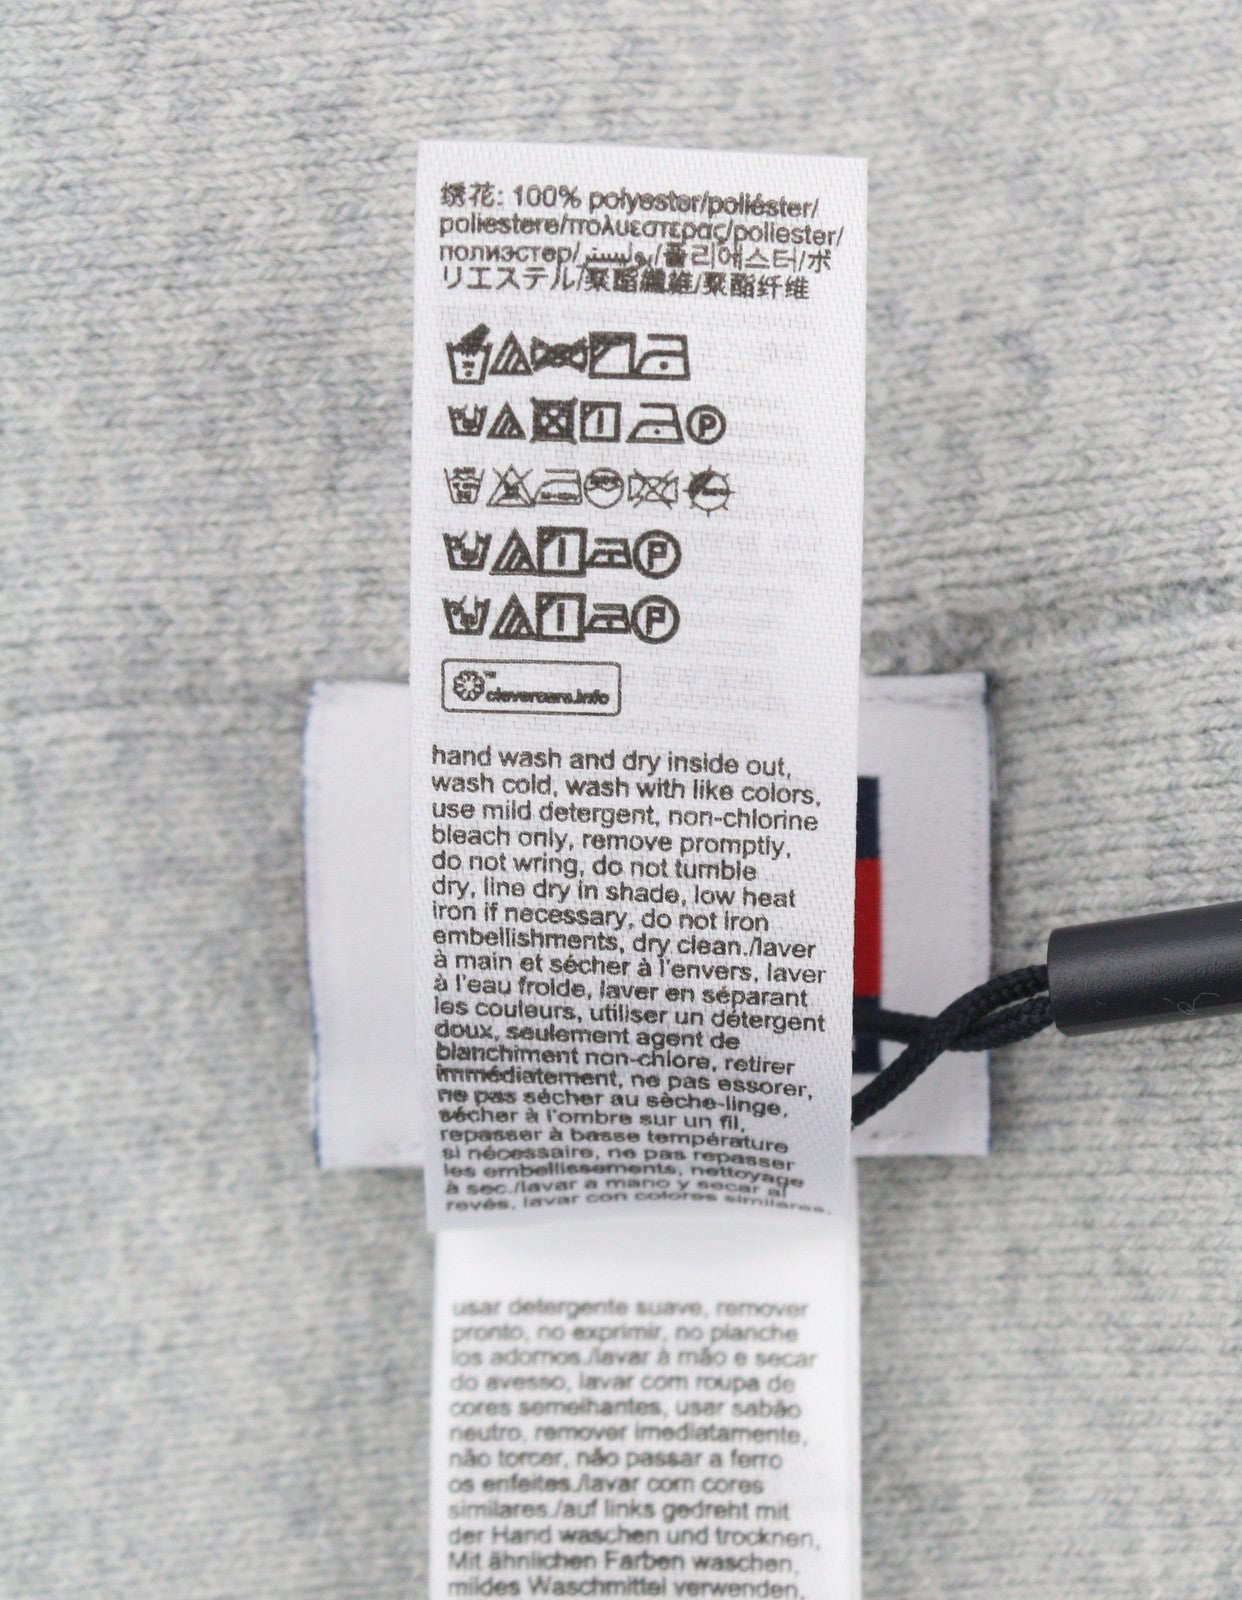 绣花: 100% polyester/poliéster/
poliestere/πολυεστερας/poliester/
полиэстер/بوليستر/폴리에스터/ポ
リエステル/聚酯纖維/聚酯纤维
clevercare.info
hand wash and dry inside out,
wash cold, wash with like colors,
use mild detergent, non-chlorine
bleach only, remove promptly,
do not wring, do not tumble
dry, line dry in shade, low heat
iron if necessary, do not iron
embellishments, dry clean./laver
à main et sécher à l'envers, laver
à l'eau froide, laver en séparant
les couleurs, utiliser un détergent
doux, seulement agent de
blanchiment non-chlore, retirer
immédiatement, ne pas essorer,
ne pas sécher au sèche-linge,
sécher à l'ombre sur un fil,
repasser à basse température
si nécessaire, ne pas repasser
les embellissements, nettoyage
à sec./lavar a mano y secar al
revés, lavar con colores similares,
usar detergente suave, remover
pronto, no exprimir, no planche
los adornos./lavar à mão e secar
do avesso, lavar com roupa de
cores semelhantes, usar sabão
neutro, remover imediatamente,
não torcer, não passar a ferro
os enfeites./lavar com cores
similares./auf links gedreht mit
der Hand waschen und trocknen,
Mit ähnlichen Farben waschen,
mildes Waschmittel verwenden,